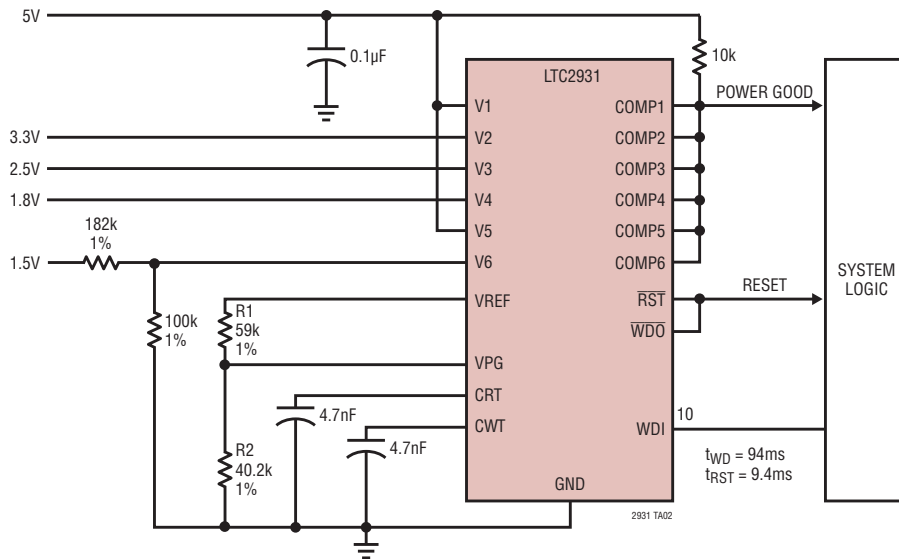 5V
0.1µF
10k
LTC2931
V1
COMP1
POWER GOOD
3.3V
V2
COMP2
2.5V
V3
COMP3
1.8V
V4
COMP4
182k
1%
V5
COMP5
1.5V
V6
COMP6
SYSTEM
LOGIC
100k
1%
R1
59k
1%
VREF
RST
RESET
WDO
VPG
CRT
4.7nF
CWT
4.7nF
10
WDI
R2
40.2k
1%
tWD = 94ms
tRST = 9.4ms
GND
2931 TA02